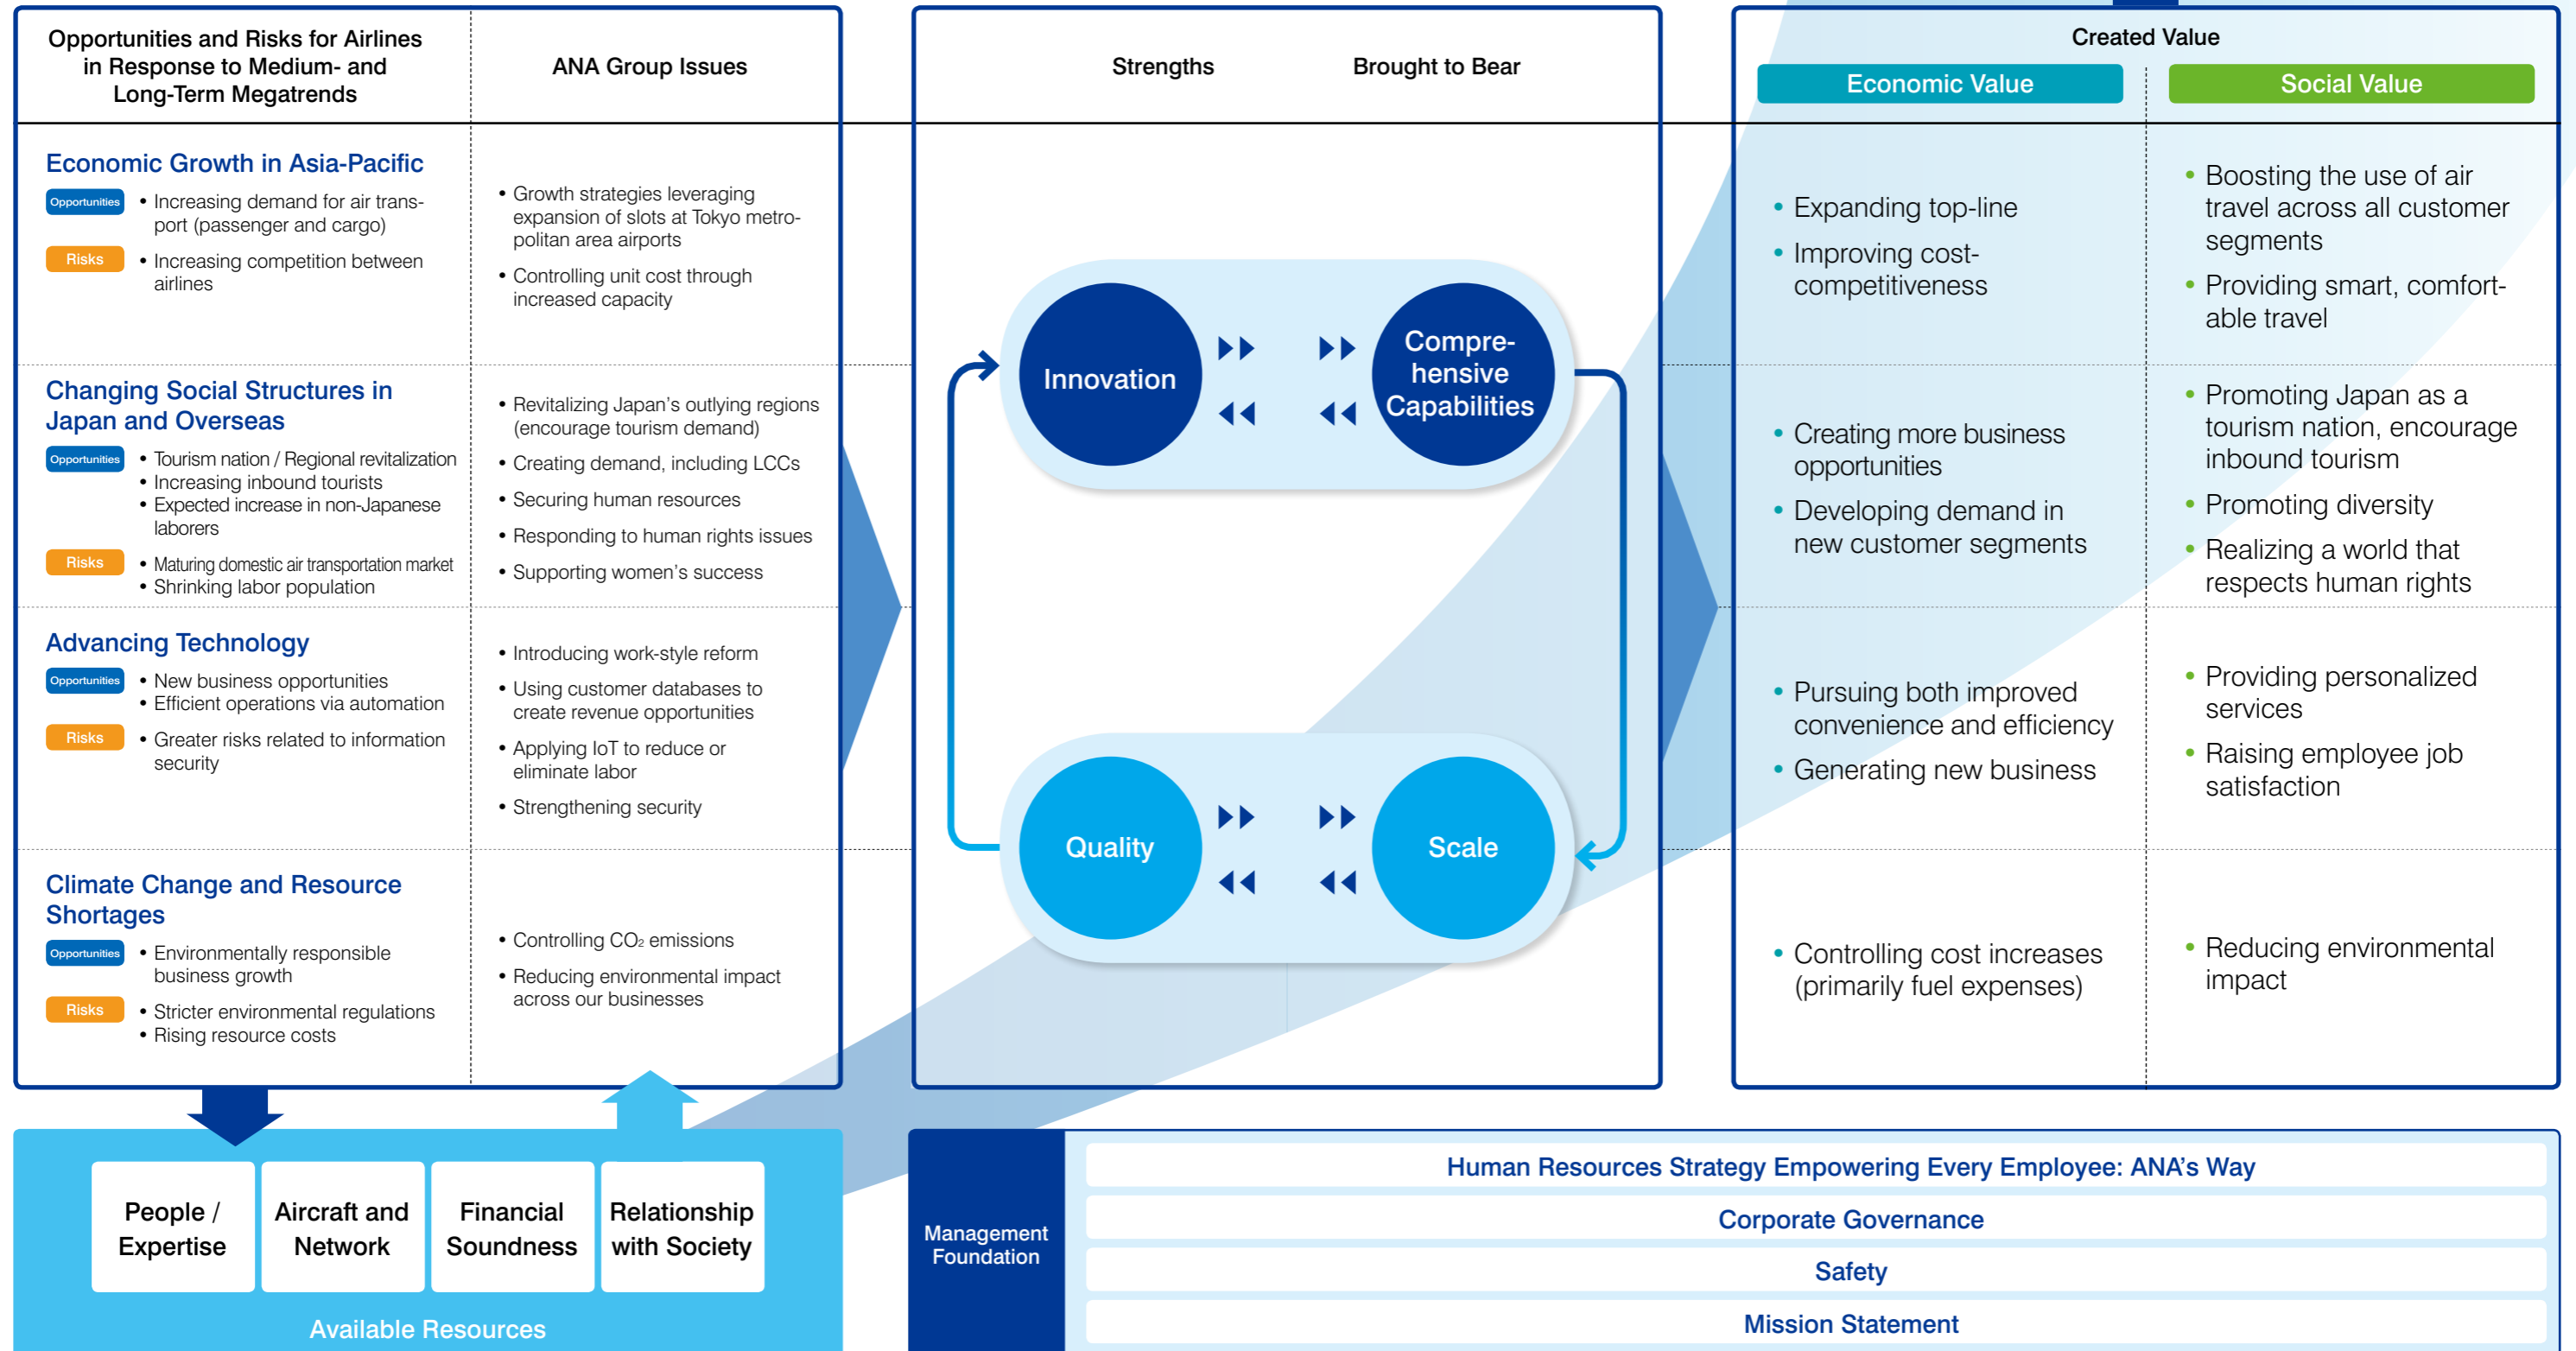 Opportunities and Risks for Airlines
in Response to Medium- and
Long-Term Megatrends
ANA Group Issues
Economic Growth in Asia-Pacific
Opportunities
• Increasing demand for air trans-
port (passenger and cargo)
Risks
• Increasing competition between
airlines
• Growth strategies leveraging
expansion of slots at Tokyo metro-
politan area airports
• Controlling unit cost through
increased capacity
Changing Social Structures in
Japan and Overseas
Opportunities
• Tourism nation / Regional revitalization
• Increasing inbound tourists
• Expected increase in non-Japanese
laborers
Risks
• Maturing domestic air transportation market
• Shrinking labor population
• Revitalizing Japan's outlying regions
(encourage tourism demand)
• Creating demand, including LCCs
• Securing human resources
• Responding to human rights issues
• Supporting women's success
Advancing Technology
Opportunities
• New business opportunities
• Efficient operations via automation
Risks
• Greater risks related to information
security
• Introducing work-style reform
• Using customer databases to
create revenue opportunities
• Applying IoT to reduce or
eliminate labor
• Strengthening security
Climate Change and Resource
Shortages
Opportunities
• Environmentally responsible
business growth
Risks
• Stricter environmental regulations
• Rising resource costs
• Controlling CO₂ emissions
• Reducing environmental impact
across our businesses
Strengths Brought to Bear
Innovation
Compre-
hensive
Capabilities
Quality
Scale
Created Value
Economic Value
Social Value
• Expanding top-line
• Improving cost-
competitiveness
• Boosting the use of air
travel across all customer
segments
• Providing smart, comfort-
able travel
• Creating more business
opportunities
• Developing demand in
new customer segments
• Promoting Japan as a
tourism nation, encourage
inbound tourism
• Promoting diversity
• Realizing a world that
respects human rights
• Pursuing both improved
convenience and efficiency
• Generating new business
• Providing personalized
services
• Raising employee job
satisfaction
• Controlling cost increases
(primarily fuel expenses)
• Reducing environmental
impact
People /
Expertise
Aircraft and
Network
Financial
Soundness
Relationship
with Society
Available Resources
Management
Foundation
Human Resources Strategy Empowering Every Employee: ANA's Way
Corporate Governance
Safety
Mission Statement